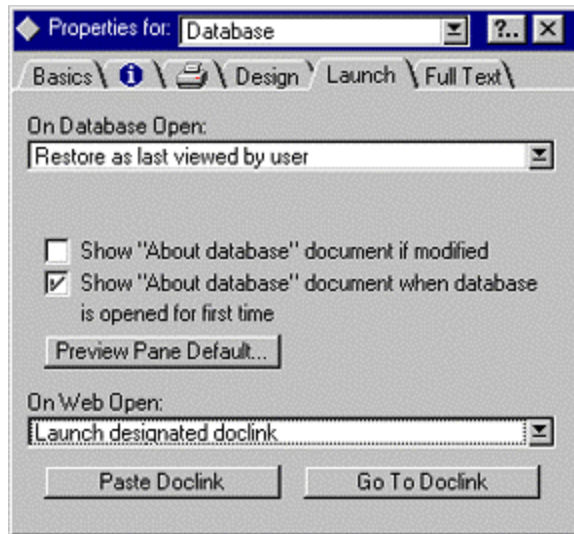 Properties for: Database ?..
Basics i Design Launch Full Text
On Database Open:
Restore as last viewed by user
Show "About database" document if modified
Show "About database" document when database
is opened for first time
Preview Pane Default...
On Web Open:
Launch designated doclink
Paste Doclink Go To Doclink